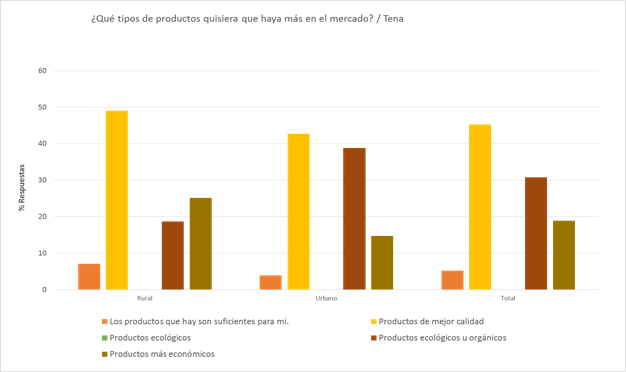 ¿Qué tipos de productos quisiera que haya más en el mercado? / Tena
60
50
40
30
20
10
0
% Respuestas
Rural Urbano Total
Los productos que hay son suficientes para mi. Productos de mejor calidad
Productos ecológicos Productos ecológicos u orgánicos
Productos más económicos